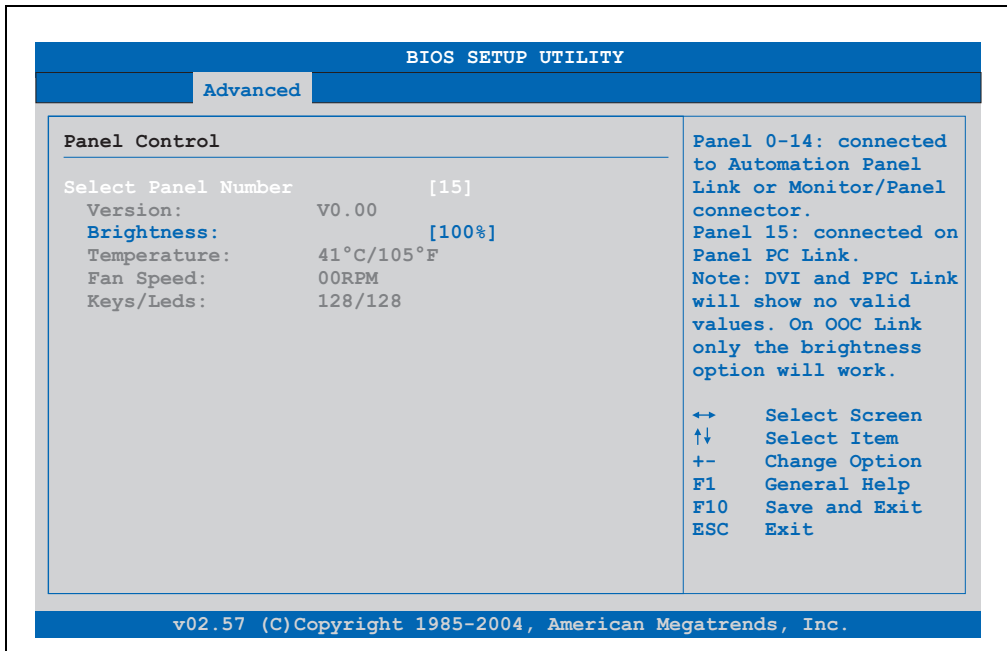 BIOS SETUP UTILITY
Advanced
Panel Control
Select Panel Number [15]
Version: V0.00
Brightness: [100%]
Temperature: 41°C/105°F
Fan Speed: 00RPM
Keys/Leds: 128/128
Panel 0-14: connected
to Automation Panel
Link or Monitor/Panel
connector.
Panel 15: connected on
Panel PC Link.
Note: DVI and PPC Link
will show no valid
values. On OOC Link
only the brightness
option will work.
↔ Select Screen
↑↓ Select Item
+- Change Option
F1 General Help
F10 Save and Exit
ESC Exit
v02.57 (C)Copyright 1985-2004, American Megatrends, Inc.